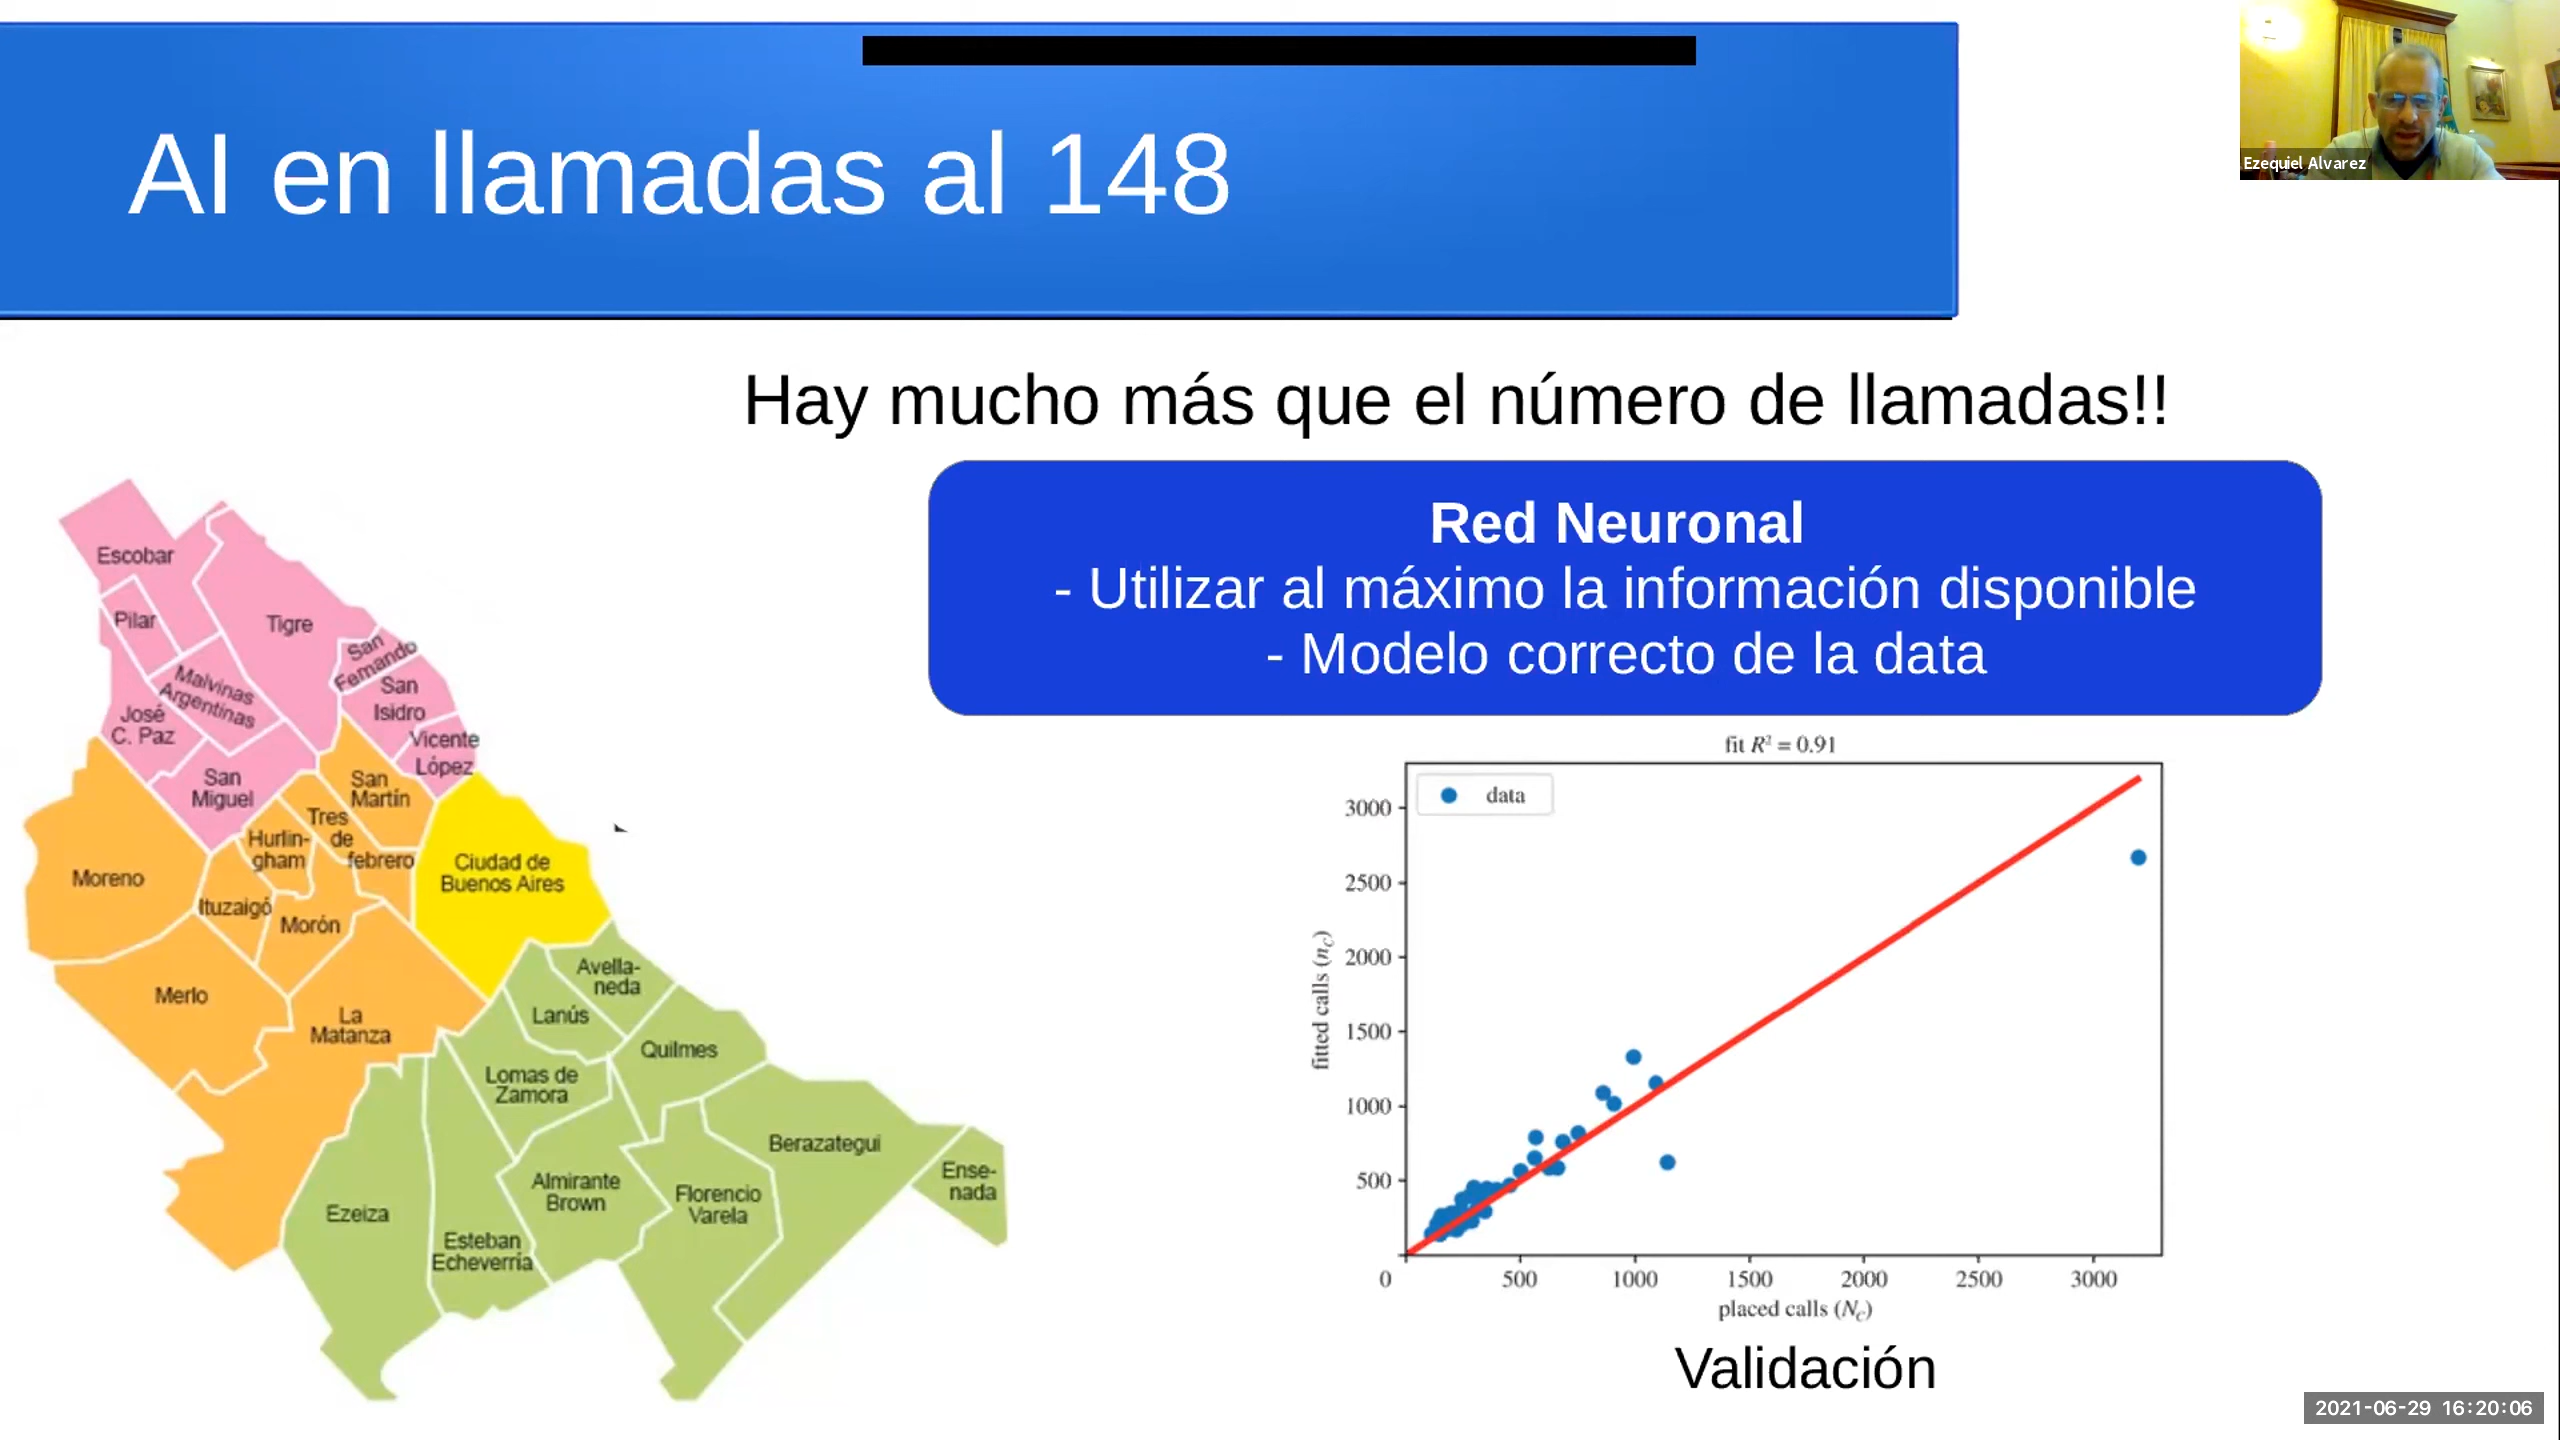 AI en llamadas al 148
Ezequiel Alvarez
Hay mucho más que el número de llamadas!!
Red Neuronal
- Utilizar al máximo la información disponible
- Modelo correcto de la data
Escobar
Pilar
Tigre
San
Fernando
Malvinas
Argentinas
San
Isidro
José
C. Paz
Vicente
López
San
Miguel
San
Martín
Tres
de
febrero
Hurlin-
gham
Moreno
Ciudad de
Buenos Aires
Ituzaigó
Morón
Merlo
La
Matanza
Avella-
neda
Lanús
Quilmes
Lomas de
Zamora
Berazategui
Ense-
nada
Almirante
Brown
Florencio
Varela
Ezeiza
Esteban
Echeverría
fit R² = 0.91
data
3000
2500
2000
1500
1000
500
fitted calls (n_C)
0 500 1000 1500 2000 2500 3000
placed calls (N_C)
Validación
2021-06-29 16:20:06